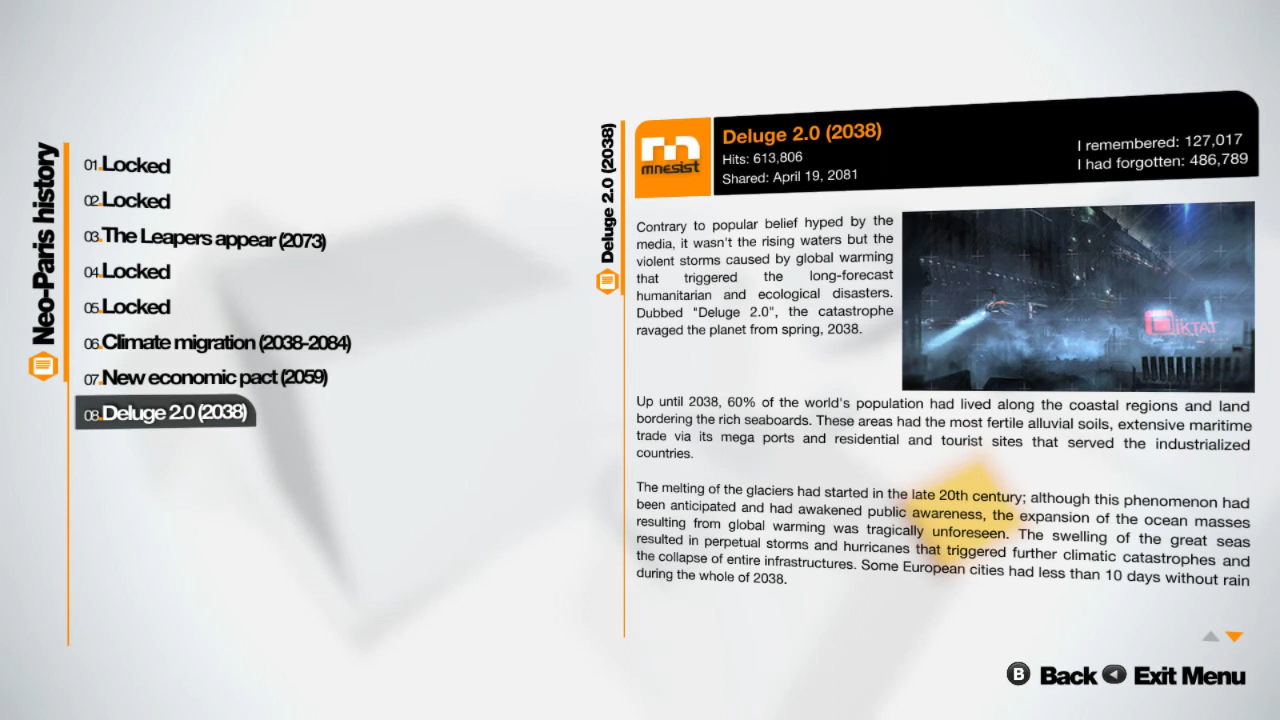 Neo-Paris history
01.Locked
02.Locked
03.The Leapers appear (2073)
04.Locked
05.Locked
06.Climate migration (2038-2084)
07.New economic pact (2059)
08.Deluge 2.0 (2038)
Deluge 2.0 (2038)
mnesist
Deluge 2.0 (2038)
Hits: 613,806
Shared: April 19, 2081
I remembered: 127,017
I had forgotten: 486,789
Contrary to popular belief hyped by the
media, it wasn't the rising waters but the
violent storms caused by global warming
that triggered the long-forecast
humanitarian and ecological disasters.
Dubbed "Deluge 2.0", the catastrophe
ravaged the planet from spring, 2038.
DiKTAT
Up until 2038, 60% of the world's population had lived along the coastal regions and land
bordering the rich seaboards. These areas had the most fertile alluvial soils, extensive maritime
trade via its mega ports and residential and tourist sites that served the industrialized
countries.
The melting of the glaciers had started in the late 20th century; although this phenomenon had
been anticipated and had awakened public awareness, the expansion of the ocean masses
resulting from global warming was tragically unforeseen. The swelling of the great seas
resulted in perpetual storms and hurricanes that triggered further climatic catastrophes and
the collapse of entire infrastructures. Some European cities had less than 10 days without rain
during the whole of 2038.
B Back Exit Menu